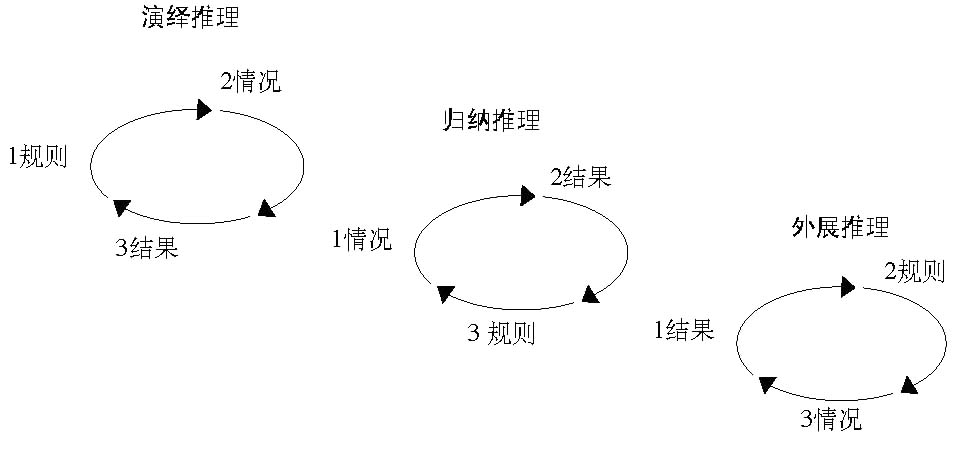 演绎推理
2情况
1规则
3结果
归纳推理
2结果
1情况
3 规则
外展推理
2规则
1结果
3情况